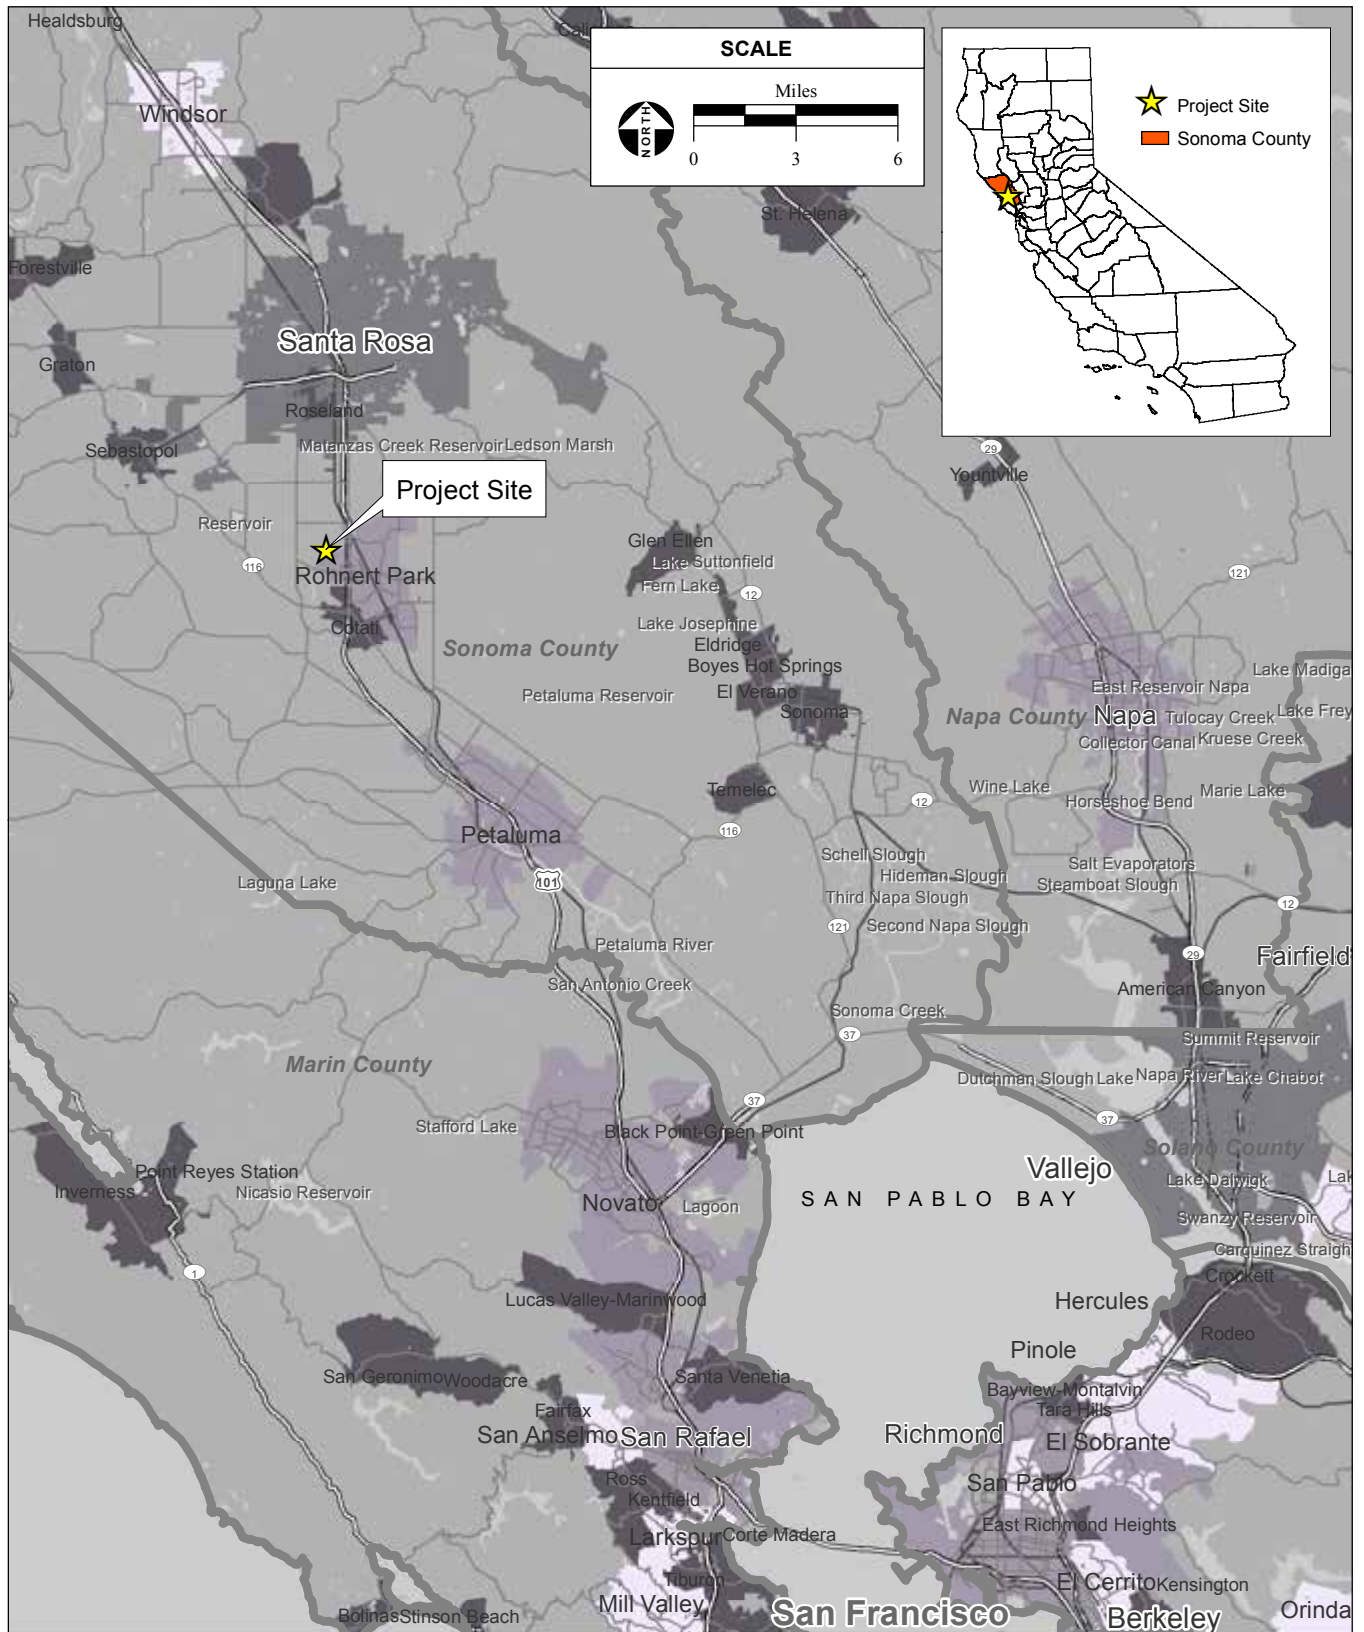 Healdsburg
SCALE
Miles
NORTH
0 3 6
Project Site
Sonoma County
Windsor
St. Helena
Forestville
Santa Rosa
Graton
Roseland
Sebastopol
Matanzas Creek Reservoir
Ledson Marsh
29
Yountville
Project Site
Reservoir
116
Rohnert Park
Glen Ellen
Lake Suttonfield
Fern Lake
12
121
Cotati
Lake Josephine
Eldridge
Sonoma County
Boyes Hot Springs
El Verano
Sonoma
Petaluma Reservoir
Lake Madiga
East Reservoir Napa
Napa County
Napa
Tulocay Creek
Lake Frey
Collector Canal
Kruese Creek
Temelec
Wine Lake
12
Horseshoe Bend
Marie Lake
116
Petaluma
Schell Slough
Hideman Slough
Third Napa Slough
Salt Evaporators
Steamboat Slough
Laguna Lake
101
121
Second Napa Slough
12
Petaluma River
29
Fairfield
San Antonio Creek
American Canyon
Sonoma Creek
37
Summit Reservoir
Marin County
Dutchman Slough
Lake
Napa River
Lake Chabot
37
37
Stafford Lake
Black Point-Green Point
Solano County
Vallejo
Point Reyes Station
Inverness
Nicasio Reservoir
Lake Dalwigk
Lak
Novato
Lagoon
SAN PABLO BAY
Swanzy Reservoir
Carquinez Straigh
1
Crockett
Lucas Valley-Marinwood
Hercules
Rodeo
Pinole
San Geronimo
Woodacre
Santa Venetia
Bayview-Montalvin
Tara Hills
Fairfax
San Anselmo
San Rafael
Richmond
El Sobrante
Ross
Kentfield
San Pablo
Larkspur
Corte Madera
East Richmond Heights
Tiburon
El Cerrito
Kensington
Mill Valley
Bolinas
Stinson Beach
San Francisco
Berkeley
Orinda